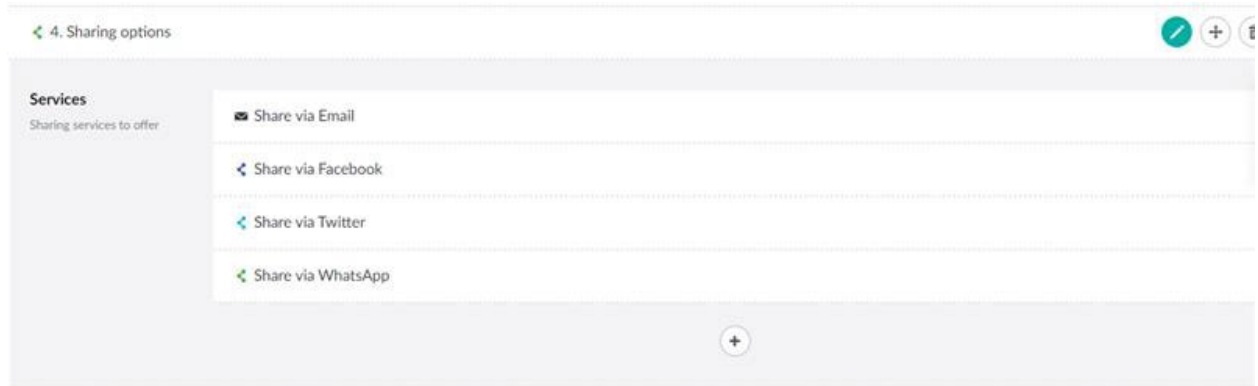 4. Sharing options
Services
Sharing services to offer
Share via Email
Share via Facebook
Share via Twitter
Share via WhatsApp